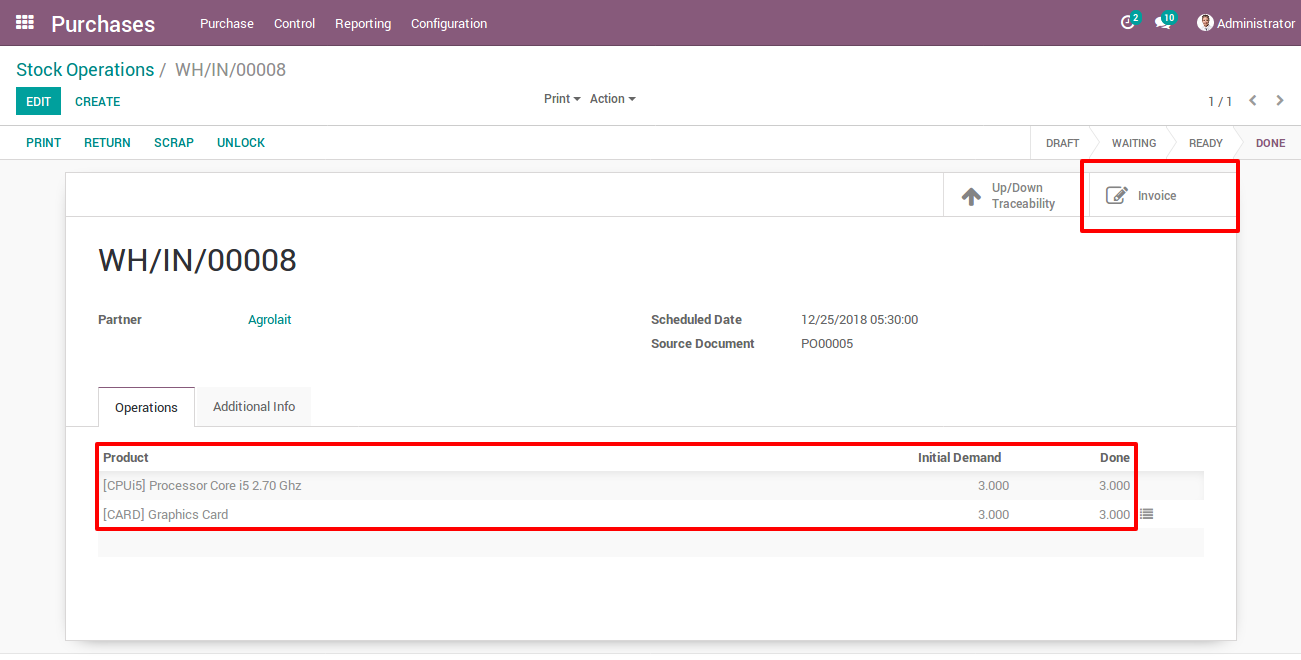 Purchases Purchase Control Reporting Configuration 2 10 Administrator
Stock Operations / WH/IN/00008
EDIT CREATE Print Action 1 / 1
PRINT RETURN SCRAP UNLOCK DRAFT WAITING READY DONE
Up/Down
Traceability
Invoice
WH/IN/00008
Partner Agrolait Scheduled Date 12/25/2018 05:30:00
Source Document PO00005
Operations Additional Info
Product Initial Demand Done
[CPUi5] Processor Core i5 2.70 Ghz 3.000 3.000
[CARD] Graphics Card 3.000 3.000